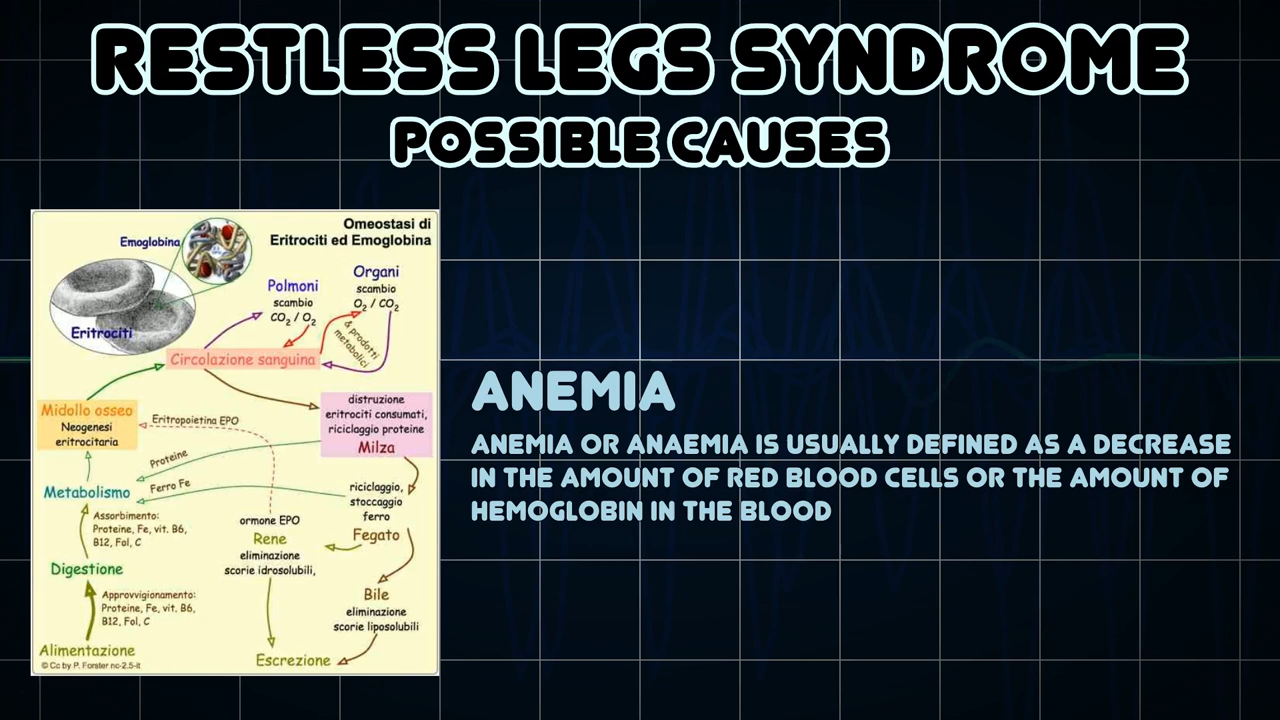 RESTLESS LEGS SYNDROME
POSSIBLE CAUSES
Omeostasi di
Eritrociti ed Emoglobina
Emoglobina
Eritrociti
Polmoni
scambio
CO2 / O2
Organi
scambio
O2 / CO2
& prodotti
metabolici
Circolazione sanguina
Midollo osseo
Neogenesi
eritrocitaria
Eritropoietina EPO
distruzione
eritrociti consumati,
riciclaggio proteine
Milza
Proteine
Ferro Fe
Metabolismo
Assorbimento:
Proteine, Fe, vit. B6,
B12, Fol, C
riciclaggio,
stoccaggio
ferro
Fegato
ormone EPO
Rene
eliminazione
scorie idrosolubili,
Digestione
Approvvigionamento:
Proteine, Fe, vit. B6,
B12, Fol, C
Bile
eliminazione
scorie liposolubili
Alimentazione
Escrezione
© Cc by P. Forster nc-2.5-it
ANEMIA
ANEMIA OR ANAEMIA IS USUALLY DEFINED AS A DECREASE
IN THE AMOUNT OF RED BLOOD CELLS OR THE AMOUNT OF
HEMOGLOBIN IN THE BLOOD